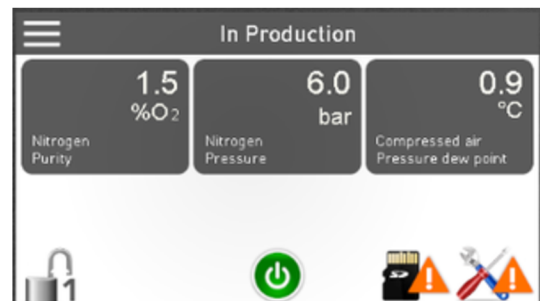 In Production
1.5
%O₂
Nitrogen
Purity
6.0
bar
Nitrogen
Pressure
0.9
°C
Compressed air
Pressure dew point
1
SD